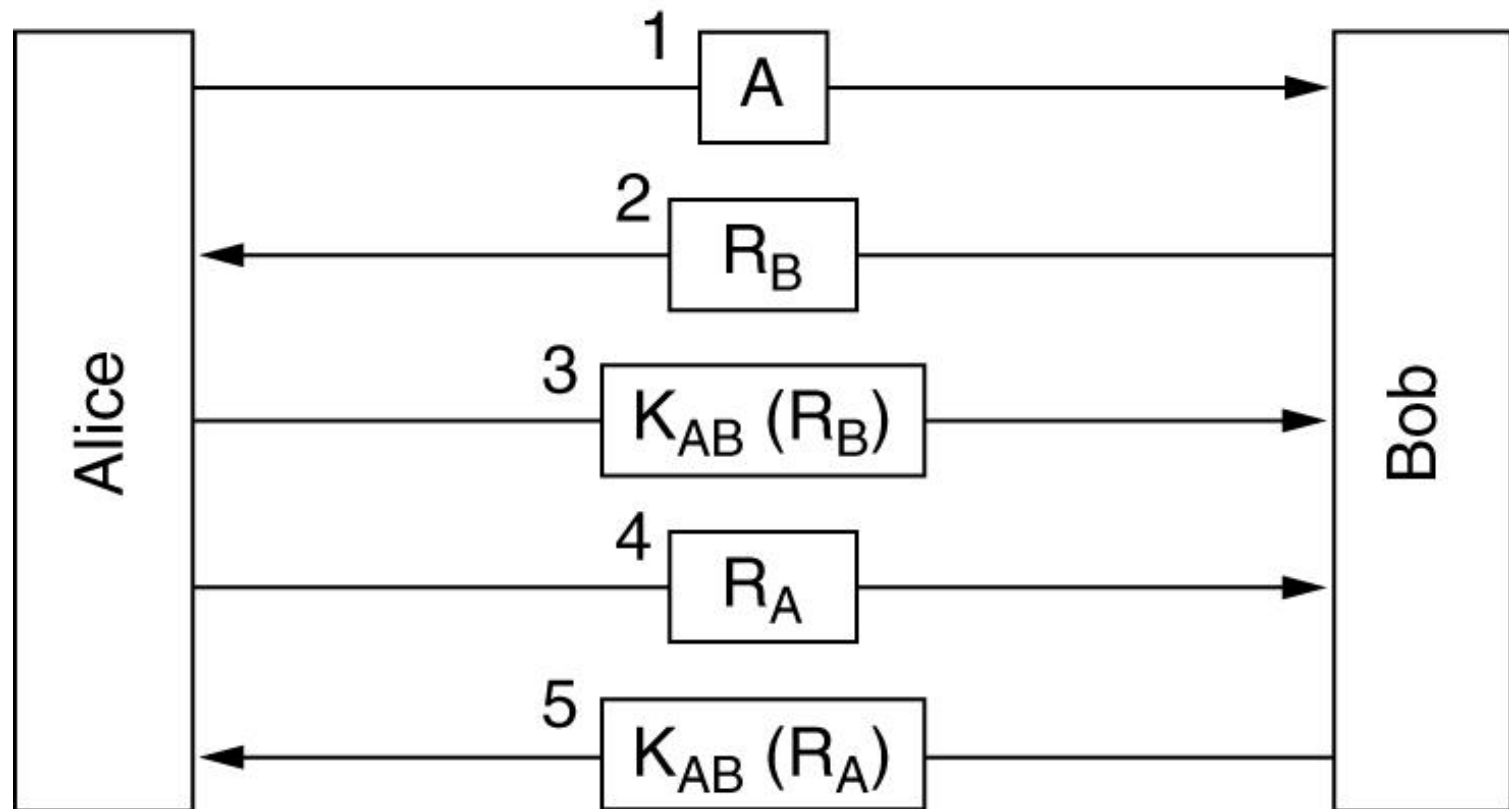 1 A
2 R_B
3 K_AB (R_B)
4 R_A
5 K_AB (R_A)
Alice
Bob